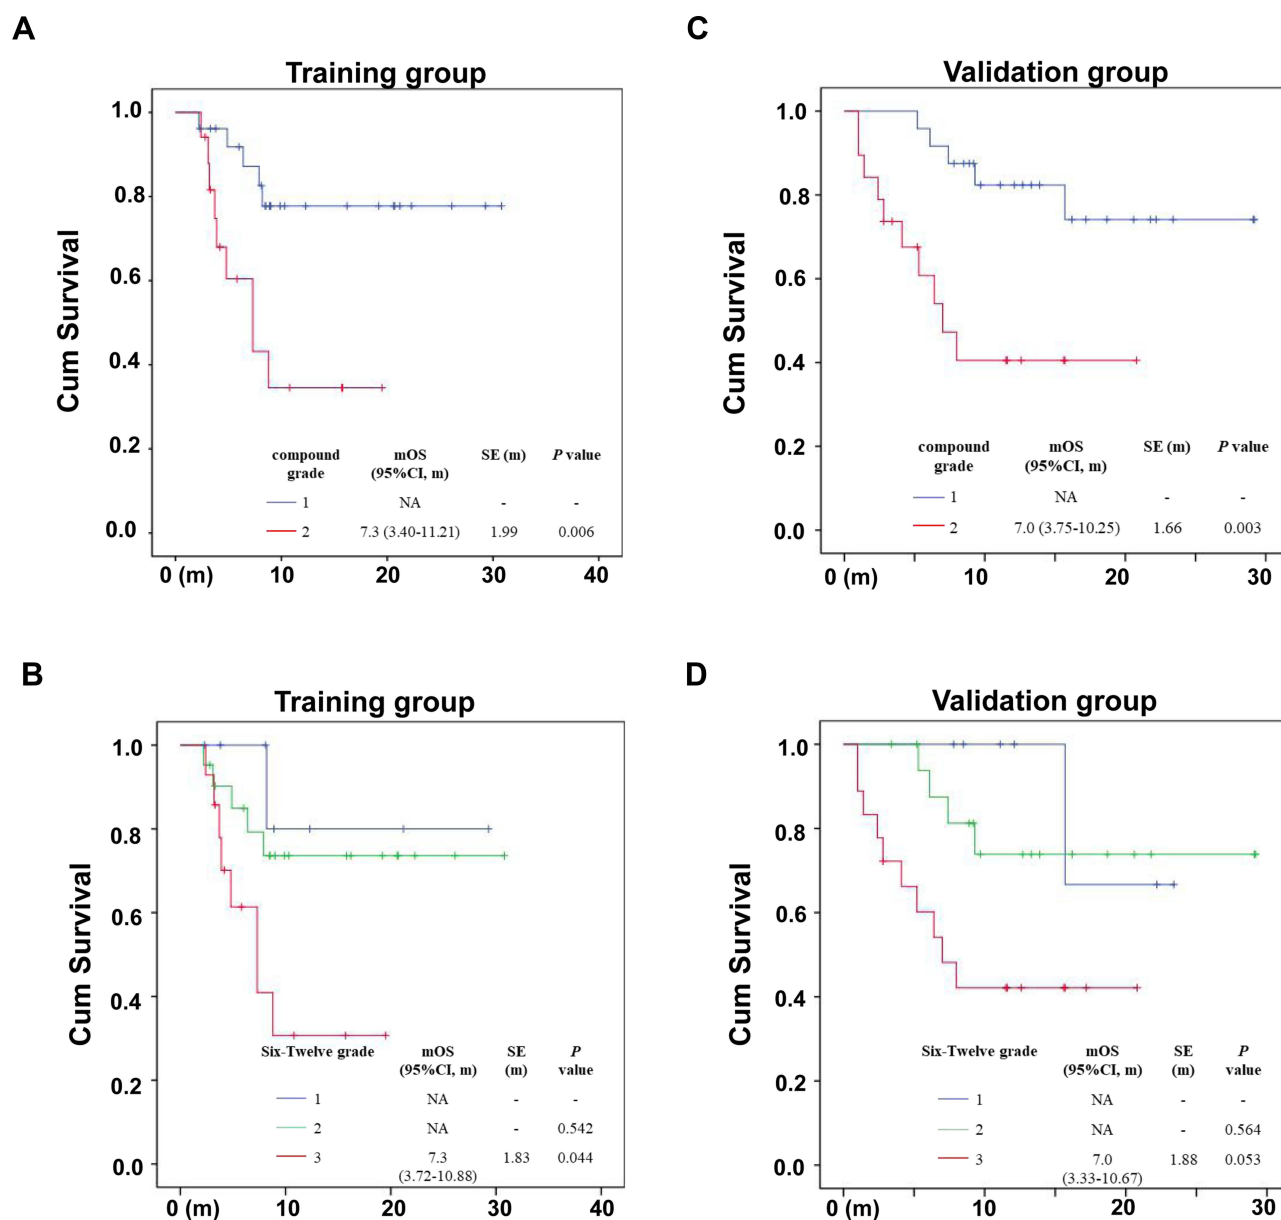 A
Training group
1.0
0.8
0.6
0.4
0.2
0.0
Cum Survival
compound grade mOS (95%CI, m) SE (m) P value
1 NA - -
2 7.3 (3.40-11.21) 1.99 0.006
0 (m) 10 20 30 40
C
Validation group
1.0
0.8
0.6
0.4
0.2
0.0
Cum Survival
compound grade mOS (95%CI, m) SE (m) P value
1 NA - -
2 7.0 (3.75-10.25) 1.66 0.003
0 (m) 10 20 30
B
Training group
1.0
0.8
0.6
0.4
0.2
0.0
Cum Survival
Six-Twelve grade mOS (95%CI, m) SE (m) P value
1 NA - -
2 NA - 0.542
3 7.3 (3.72-10.88) 1.83 0.044
0 (m) 10 20 30 40
D
Validation group
1.0
0.8
0.6
0.4
0.2
0.0
Cum Survival
Six-Twelve grade mOS (95%CI, m) SE (m) P value
1 NA - -
2 NA - 0.564
3 7.0 (3.33-10.67) 1.88 0.053
0 (m) 10 20 30